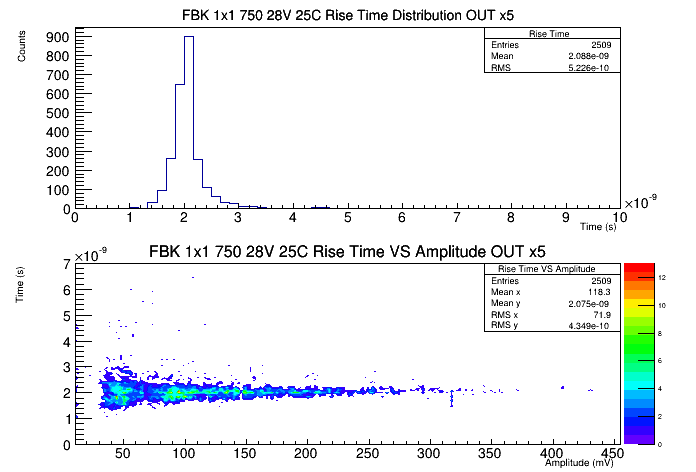 FBK 1x1 750 28V 25C Rise Time Distribution OUT x5
Counts
Rise Time
Entries 2509
Mean 2.088e-09
RMS 5.226e-10
900
800
700
600
500
400
300
200
100
0
0 1 2 3 4 5 6 7 8 9 10
×10⁻⁹
Time (s)
FBK 1x1 750 28V 25C Rise Time VS Amplitude OUT x5
×10⁻⁹
Time (s)
Rise Time VS Amplitude
Entries 2509
Mean x 118.3
Mean y 2.075e-09
RMS x 71.9
RMS y 4.349e-10
7
6
5
4
3
2
1
0
50 100 150 200 250 300 350 400 450
Amplitude (mV)
12
10
8
6
4
2
0